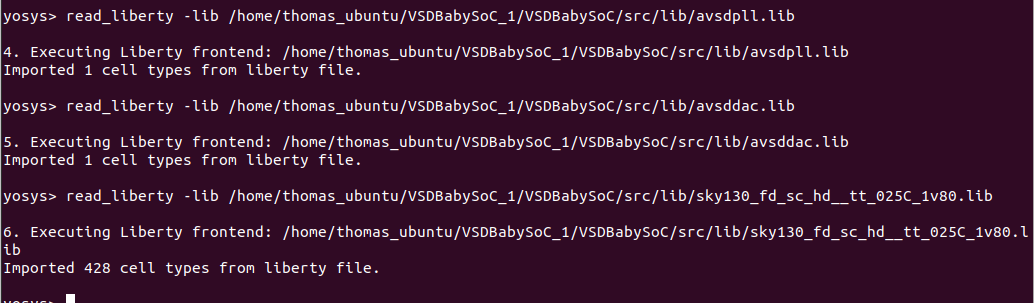 yosys> read_liberty -lib /home/thomas_ubuntu/VSDBabySoC_1/VSDBabySoC/src/lib/avsdpll.lib
4. Executing Liberty frontend: /home/thomas_ubuntu/VSDBabySoC_1/VSDBabySoC/src/lib/avsdpll.lib
Imported 1 cell types from liberty file.
yosys> read_liberty -lib /home/thomas_ubuntu/VSDBabySoC_1/VSDBabySoC/src/lib/avsddac.lib
5. Executing Liberty frontend: /home/thomas_ubuntu/VSDBabySoC_1/VSDBabySoC/src/lib/avsddac.lib
Imported 1 cell types from liberty file.
yosys> read_liberty -lib /home/thomas_ubuntu/VSDBabySoC_1/VSDBabySoC/src/lib/sky130_fd_sc_hd__tt_025C_1v80.lib
6. Executing Liberty frontend: /home/thomas_ubuntu/VSDBabySoC_1/VSDBabySoC/src/lib/sky130_fd_sc_hd__tt_025C_1v80.l
ib
Imported 428 cell types from liberty file.
yosys>